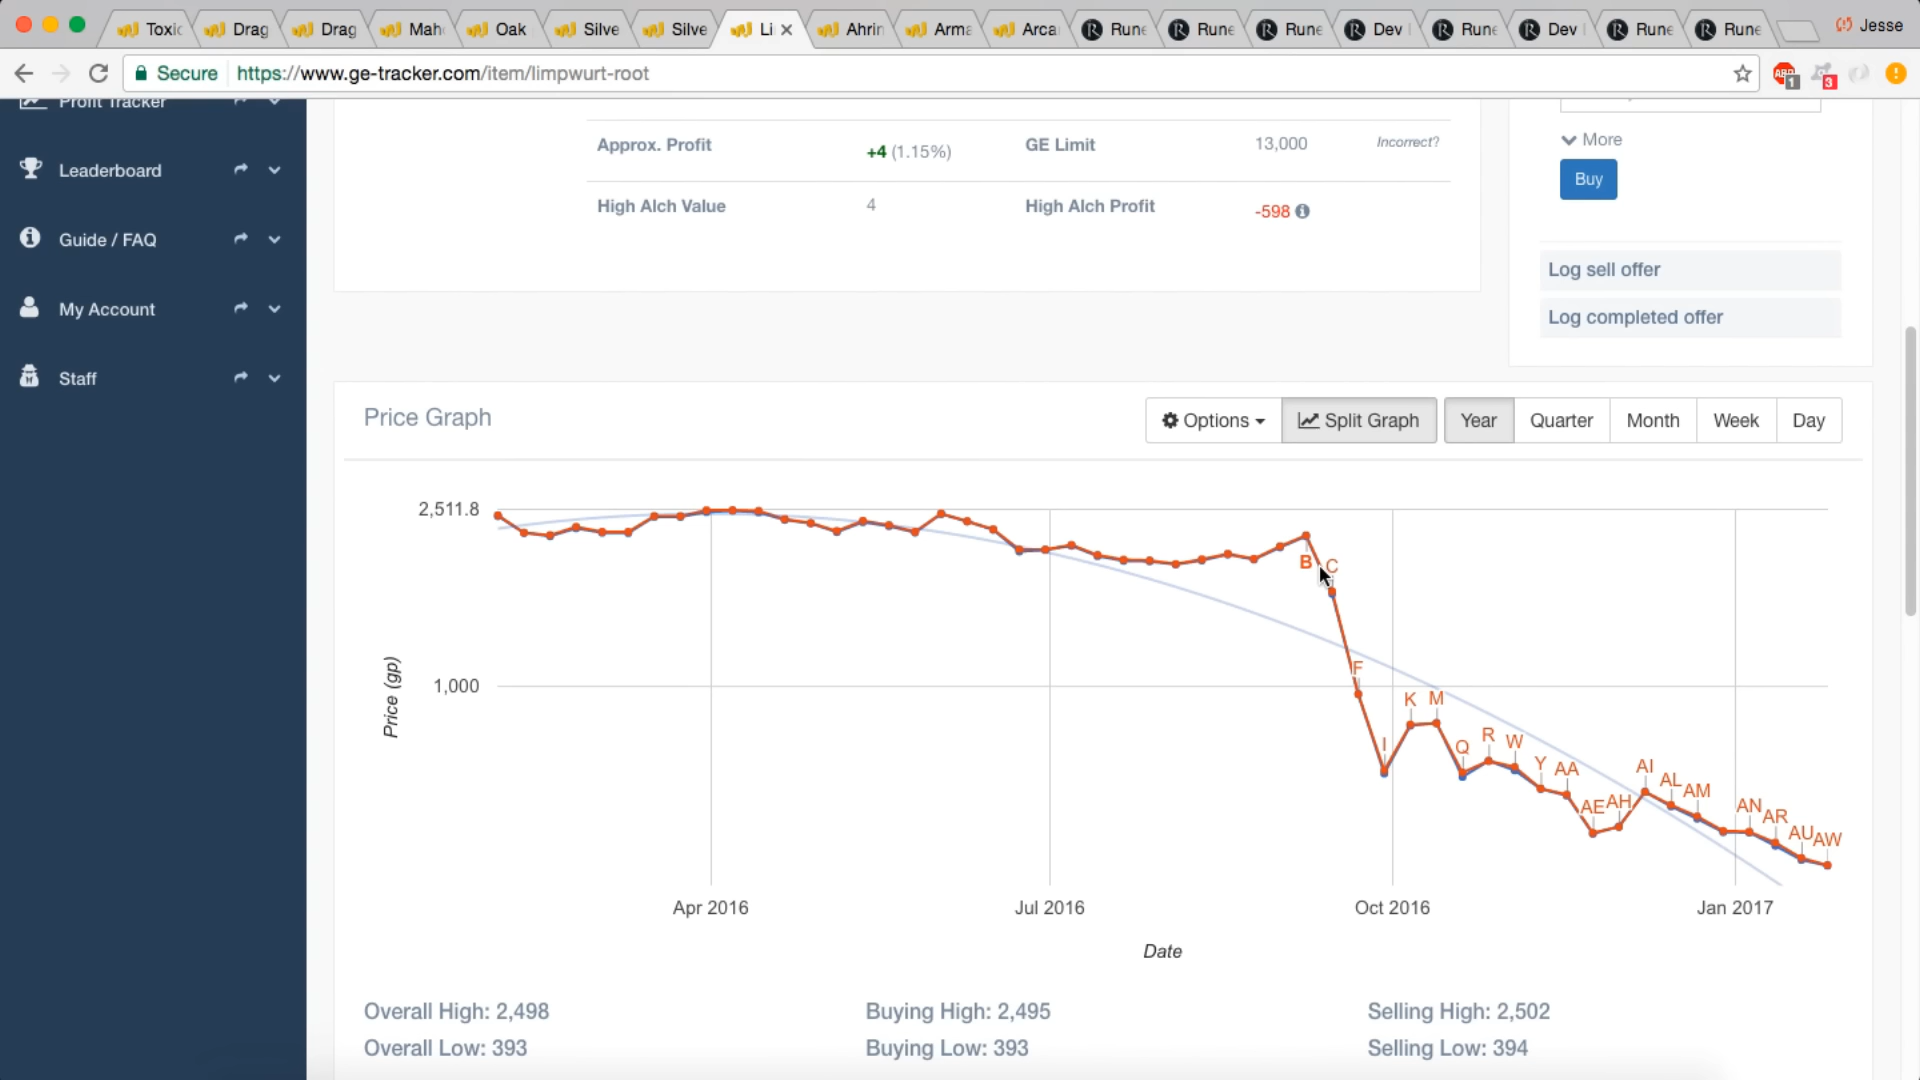 Toxic Drag Drag Mah Oak Silve Silve Li Ahrin Arma Arca Rune Rune Rune Dev Rune Dev Rune Rune Jesse
Secure https://www.ge-tracker.com/item/limpwurt-root
ABP 1 3
Profit Tracker
Leaderboard
Guide / FAQ
My Account
Staff
Approx. Profit +4 (1.15%) GE Limit 13,000 Incorrect?
High Alch Value 4 High Alch Profit -598
More
Buy
Log sell offer
Log completed offer
Price Graph Options Split Graph Year Quarter Month Week Day
2,511.8
1,000
Price (gp)
B C F I K M Q R W Y AA AE AH AI AL AM AN AR AU AW
Apr 2016 Jul 2016 Oct 2016 Jan 2017
Date
Overall High: 2,498 Buying High: 2,495 Selling High: 2,502
Overall Low: 393 Buying Low: 393 Selling Low: 394